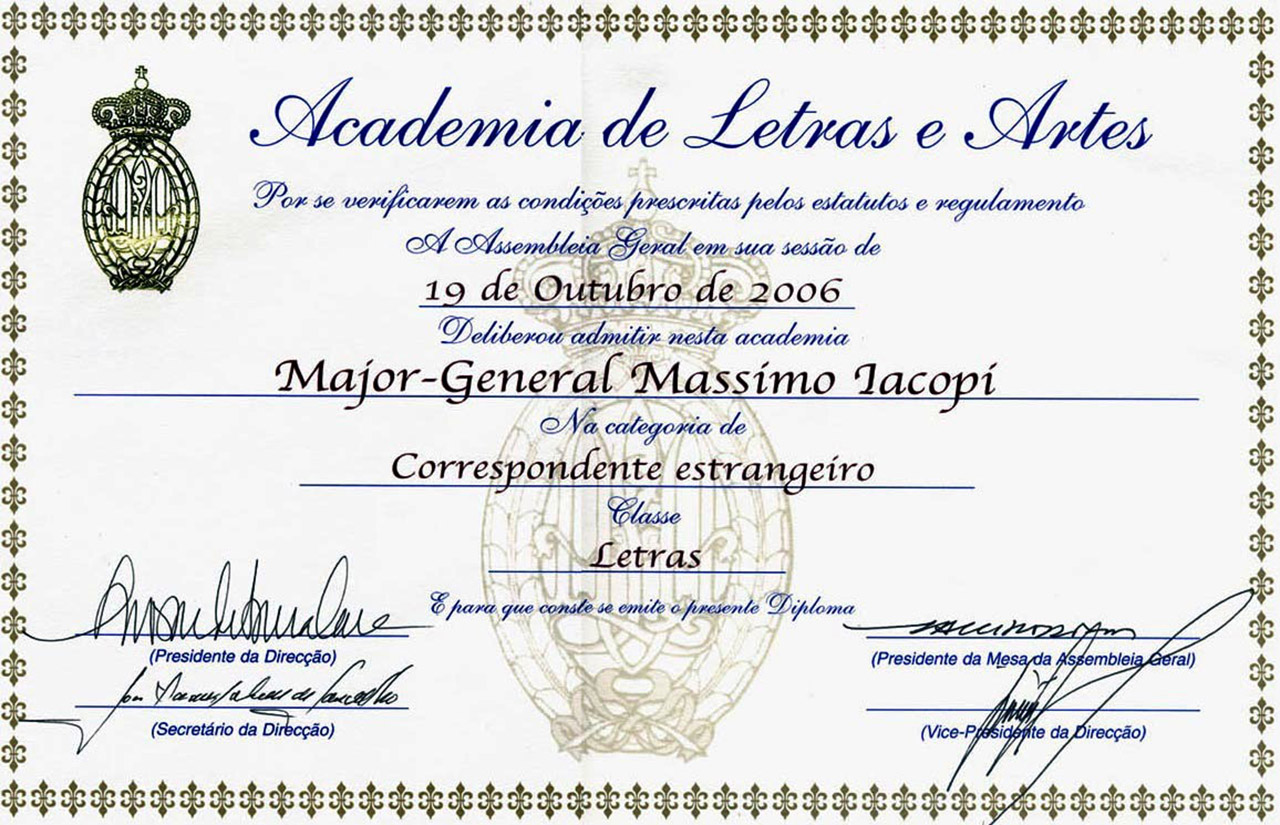 Academia de Letras e Artes
Por se verificarem as condições prescritas pelos estatutos e regulamento
A Assembleia Geral em sua sessão de
19 de Outubro de 2006
Deliberou admitir nesta academia
Major-General Massimo Iacopi
Na categoria de
Correspondente estrangeiro
Classe
Letras
E para que conste se emite o presente Diploma
(Presidente da Direcção)
(Presidente da Mesa da Assembleia Geral)
(Secretário da Direcção)
(Vice-Presidente da Direcção)